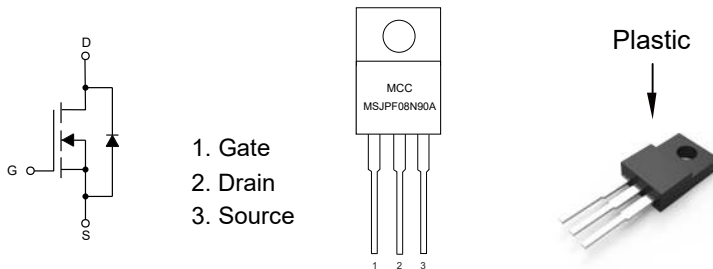 D
G
S
1. Gate
2. Drain
3. Source
MCC
MSJPF08N90A
1 2 3
Plastic